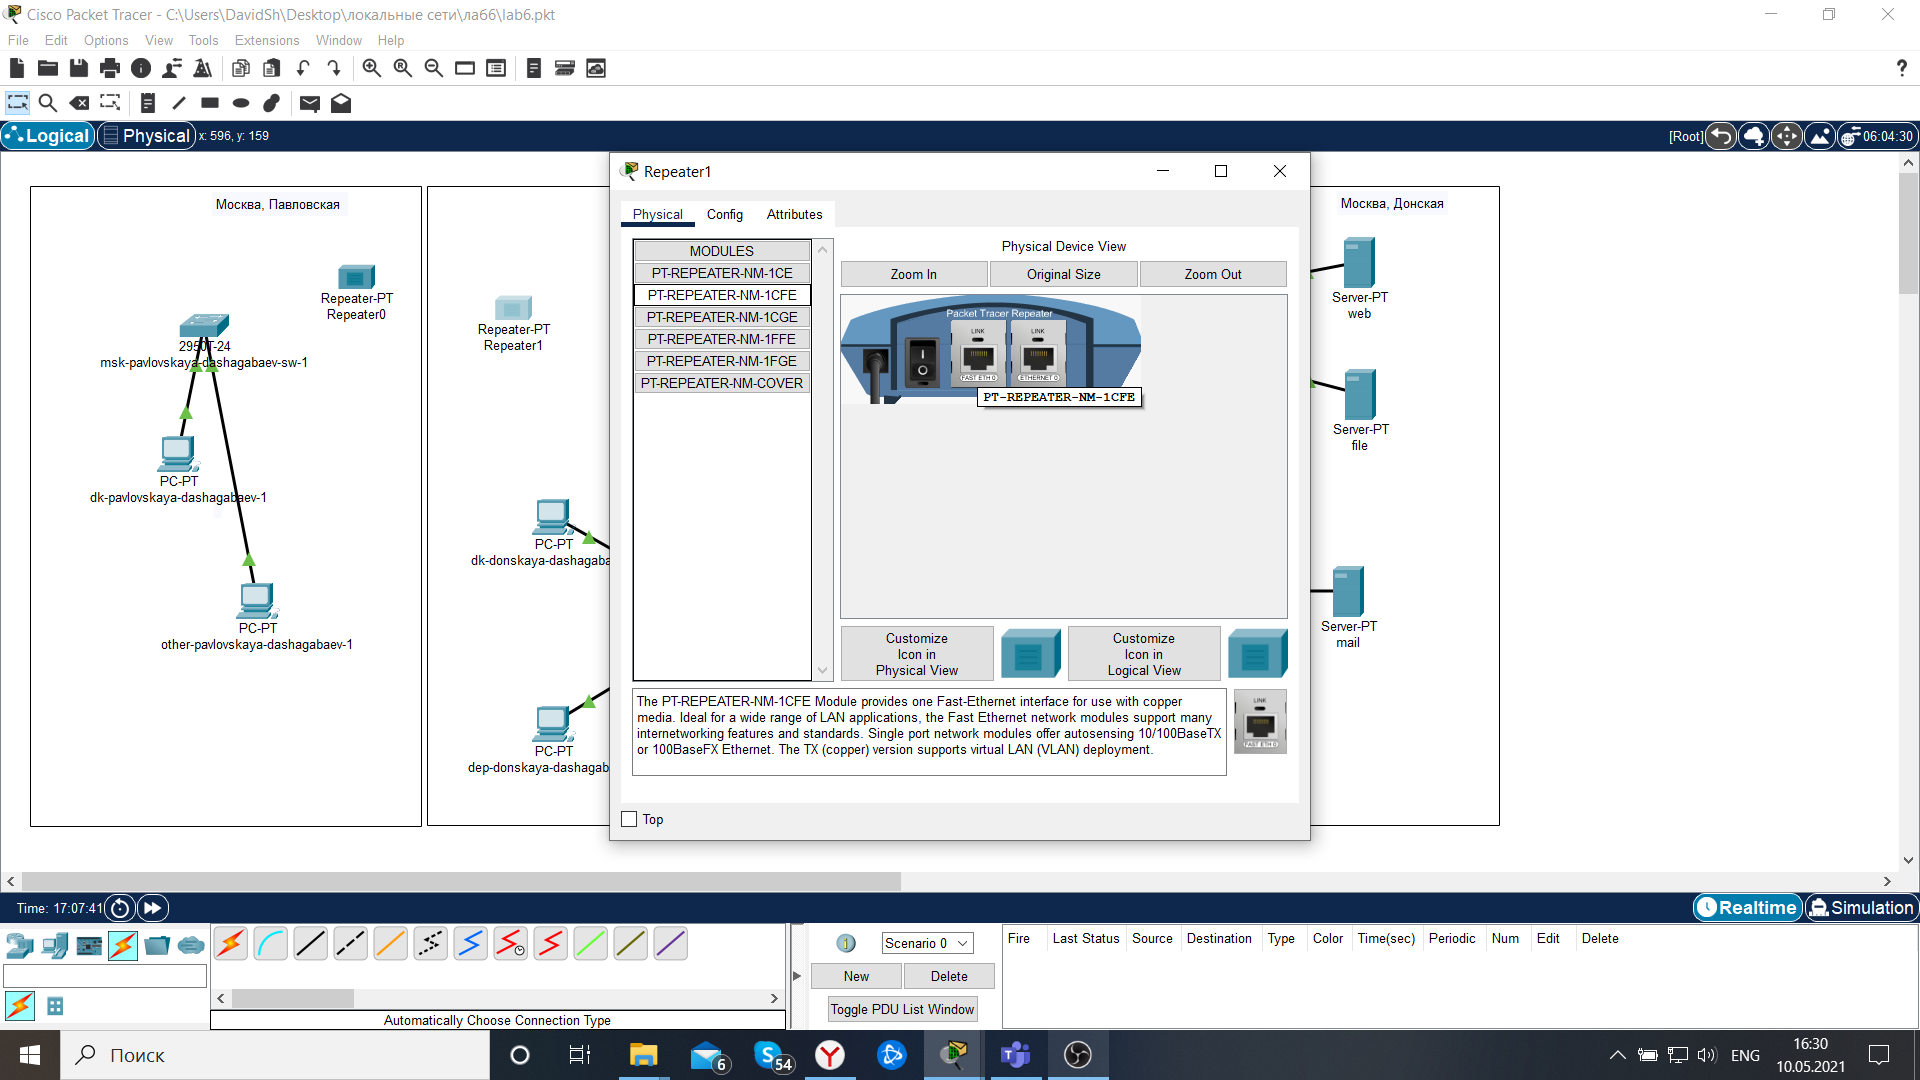 Cisco Packet Tracer - C:\Users\DavidSh\Desktop\локальные сети\ла66\lab6.pkt
File Edit Options View Tools Extensions Window Help
Logical Physical x: 596, y: 159 [Root] 06:04:30
Москва, Павловская
Repeater-PT
Repeater0
2950T-24
msk-pavlovskaya-dashagabaev-sw-1
PC-PT
dk-pavlovskaya-dashagabaev-1
PC-PT
other-pavlovskaya-dashagabaev-1
Repeater-PT
Repeater1
PC-PT
dk-donskaya-dashagaba
PC-PT
dep-donskaya-dashagab
Repeater1
Physical Config Attributes
MODULES
PT-REPEATER-NM-1CE
PT-REPEATER-NM-1CFE
PT-REPEATER-NM-1CGE
PT-REPEATER-NM-1FFE
PT-REPEATER-NM-1FGE
PT-REPEATER-NM-COVER
Physical Device View
Zoom In Original Size Zoom Out
Packet Tracer Repeater
LINK LINK
FAST ETH 0 ETHERNET 0
PT-REPEATER-NM-1CFE
Customize
Icon in
Physical View
Customize
Icon in
Logical View
The PT-REPEATER-NM-1CFE Module provides one Fast-Ethernet interface for use with copper
media. Ideal for a wide range of LAN applications, the Fast Ethernet network modules support many
internetworking features and standards. Single port network modules offer autosensing 10/100BaseTX
or 100BaseFX Ethernet. The TX (copper) version supports virtual LAN (VLAN) deployment.
LINK
FAST ETH 0
Top
Москва, Донская
Server-PT
web
Server-PT
file
Server-PT
mail
Time: 17:07:41 Realtime Simulation
Automatically Choose Connection Type
Scenario 0
New Delete
Toggle PDU List Window
Fire Last Status Source Destination Type Color Time(sec) Periodic Num Edit Delete
Поиск
6
54
ENG
16:30
10.05.2021